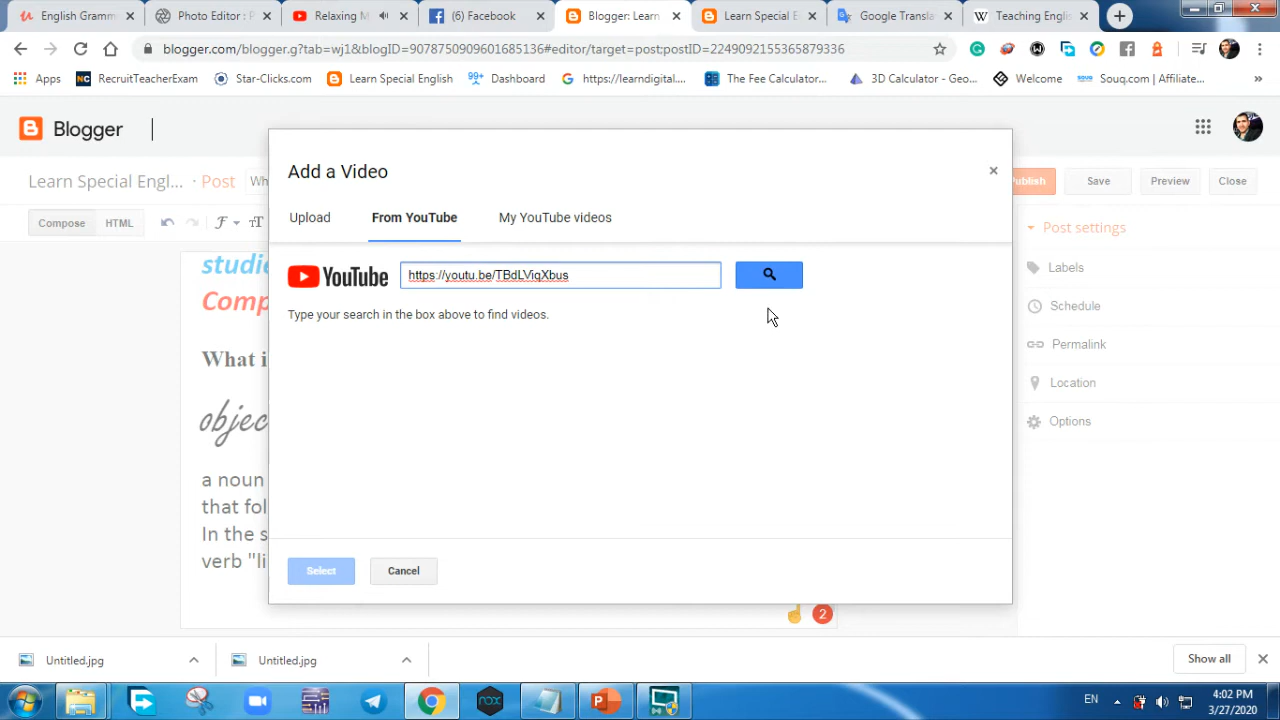 English Gramm
Photo Editor : P
Relaxing M
(6) Facebook
Blogger: Learn
Learn Special E
Google Trans
Teaching Engli
blogger.com/blogger.g?tab=wj1&blogID=9078750909601685136#editor/target=post;postID=2249092155365879336
Apps
RecruitTeacherExam
Star-Clicks.com
Learn Special English
99+ Dashboard
https://learndigital....
The Fee Calculator...
3D Calculator - Geo...
Welcome
Souq.com | Affiliate...
»
Blogger
Add a Video
Learn Special Engl... · Post
Wh
Publish
Save
Preview
Close
Upload
From YouTube
My YouTube videos
Compose
HTML
Post settings
YouTube
https://youtu.be/TBdLViqXbus
Type your search in the box above to find videos.
Labels
Schedule
Permalink
Location
Options
studie
Comp
What i
objec
a noun
that fol
In the s
verb "li
Select
Cancel
2
Untitled.jpg
Untitled.jpg
Show all
EN
4:02 PM
3/27/2020